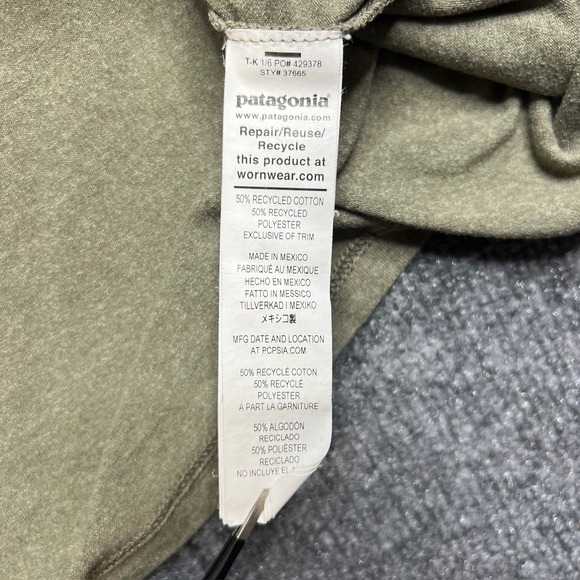 T-K 1/6 PO# 429378
STY# 37665
patagonia
www.patagonia.com
Repair/Reuse/
Recycle
this product at
wornwear.com
50% RECYCLED COTTON
50% RECYCLED
POLYESTER
EXCLUSIVE OF TRIM
MADE IN MEXICO
FABRIQUÉ AU MEXIQUE
HECHO EN MEXICO
FATTO IN MESSICO
TILLVERKAD I MEXIKO
メキシコ製
MFG DATE AND LOCATION
AT PCPSIA.COM
50% RECYCLÉ COTON
50% RECYCLÉ
POLYESTER
A PART LA GARNITURE
50% ALGODÓN
RECICLADO
50% POLIÉSTER
RECICLADO
NO INCLUYE